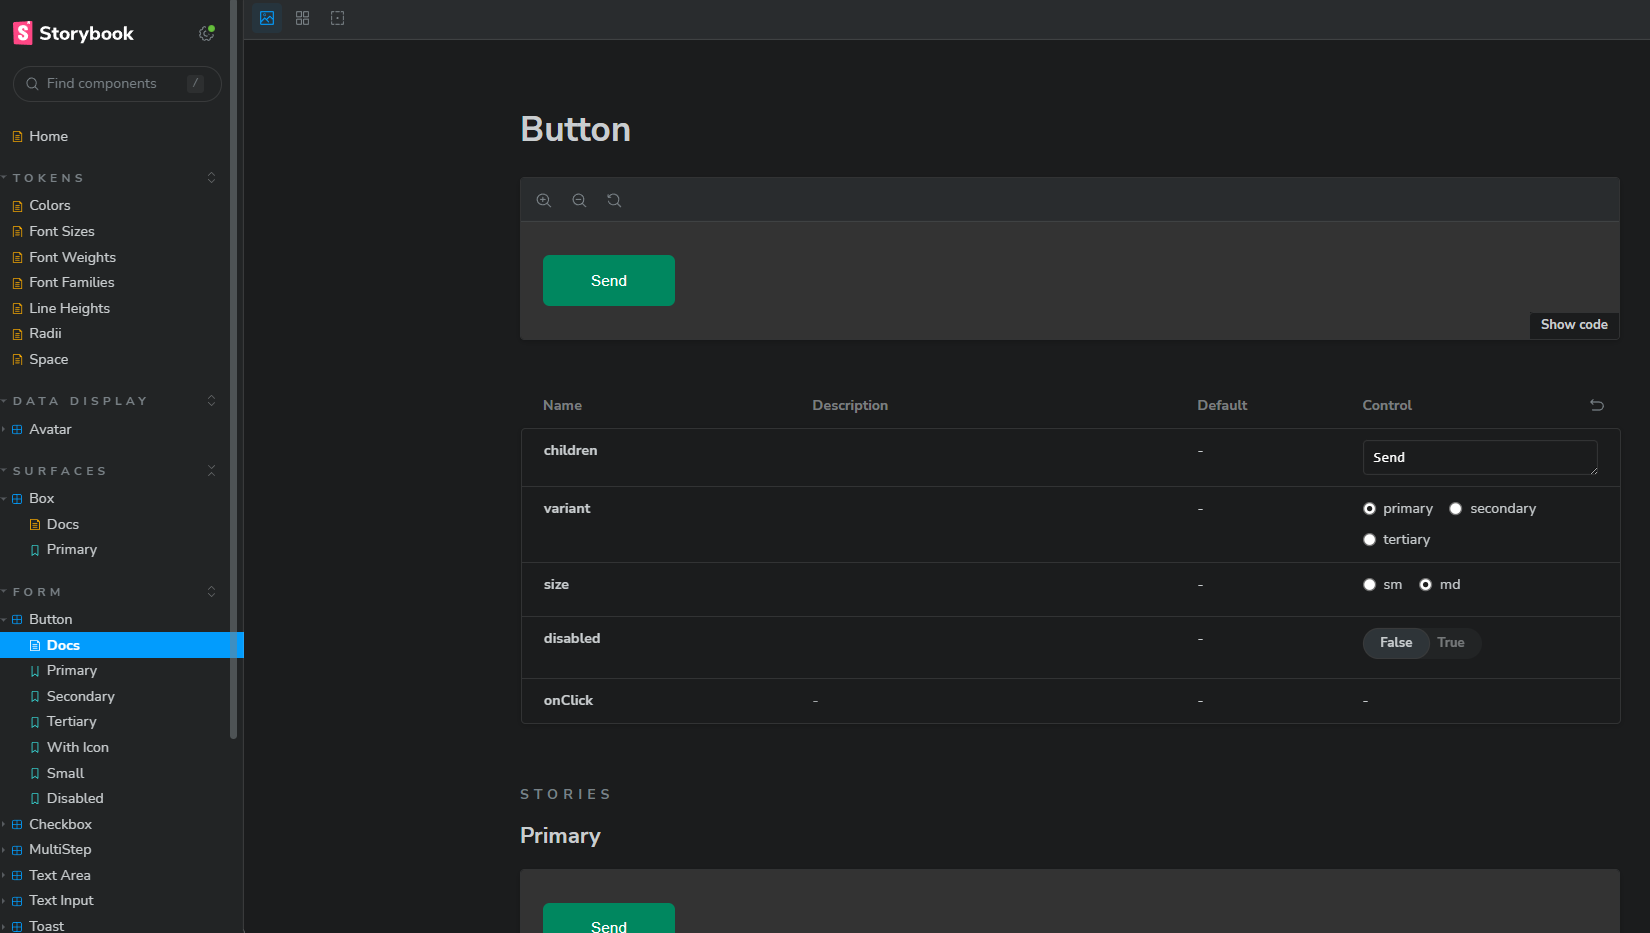 Storybook
Find components /
Home
TOKENS
Colors
Font Sizes
Font Weights
Font Families
Line Heights
Radii
Space
DATA DISPLAY
Avatar
SURFACES
Box
Docs
Primary
FORM
Button
Docs
Primary
Secondary
Tertiary
With Icon
Small
Disabled
Checkbox
MultiStep
Text Area
Text Input
Toast
Button
Send
Show code
Name Description Default Control
children - Send
variant - primary secondary
tertiary
size - sm md
disabled - False True
onClick - - -
STORIES
Primary
Send